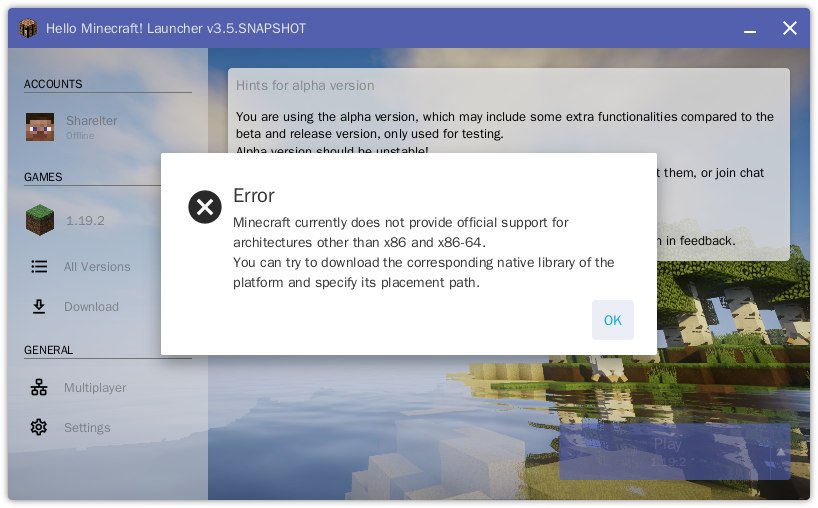 Hello Minecraft! Launcher v3.5.SNAPSHOT
ACCOUNTS
Sharelter
Offline
GAMES
1.19.2
All Versions
Download
GENERAL
Multiplayer
Settings
Hints for alpha version
You are using the alpha version, which may include some extra functionalities compared to the
beta and release version, only used for testing.
Alpha version should be unstable!
t them, or join chat
n in feedback.
Error
Minecraft currently does not provide official support for
architectures other than x86 and x86-64.
You can try to download the corresponding native library of the
platform and specify its placement path.
OK
Play
1.19.2